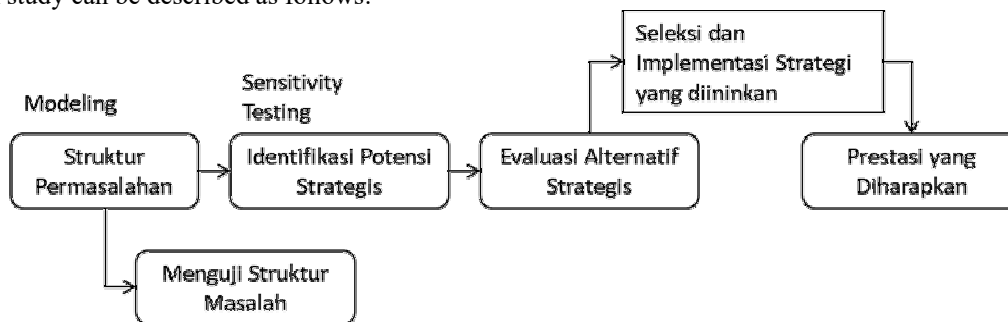 study can be described as follows:
Seleksi dan
Implementasi Strategi
yang diininkan
Sensitivity
Testing
Modeling
Struktur
Permasalahan
Identifikasi Potensi
Strategis
Evaluasi Alternatif
Strategis
Prestasi yang
Diharapkan
Menguji Struktur
Masalah